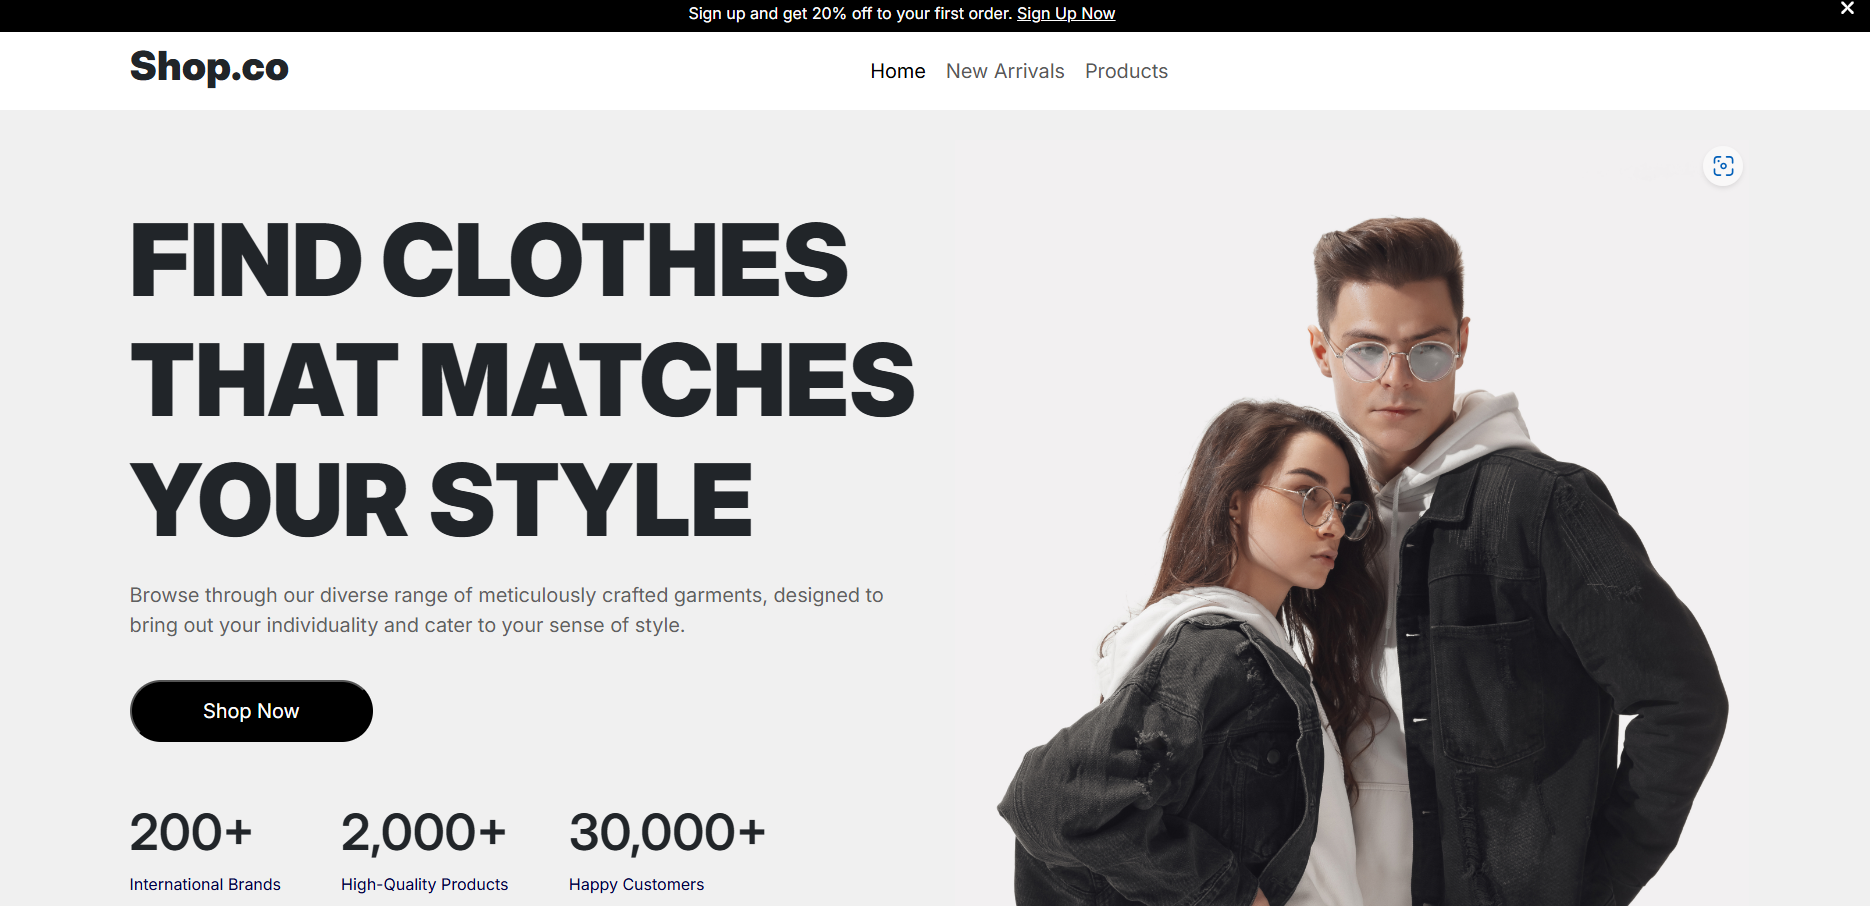 Sign up and get 20% off to your first order. Sign Up Now
Shop.co
Home New Arrivals Products
FIND CLOTHES
THAT MATCHES
YOUR STYLE
Browse through our diverse range of meticulously crafted garments, designed to
bring out your individuality and cater to your sense of style.
Shop Now
200+ 2,000+ 30,000+
International Brands High-Quality Products Happy Customers